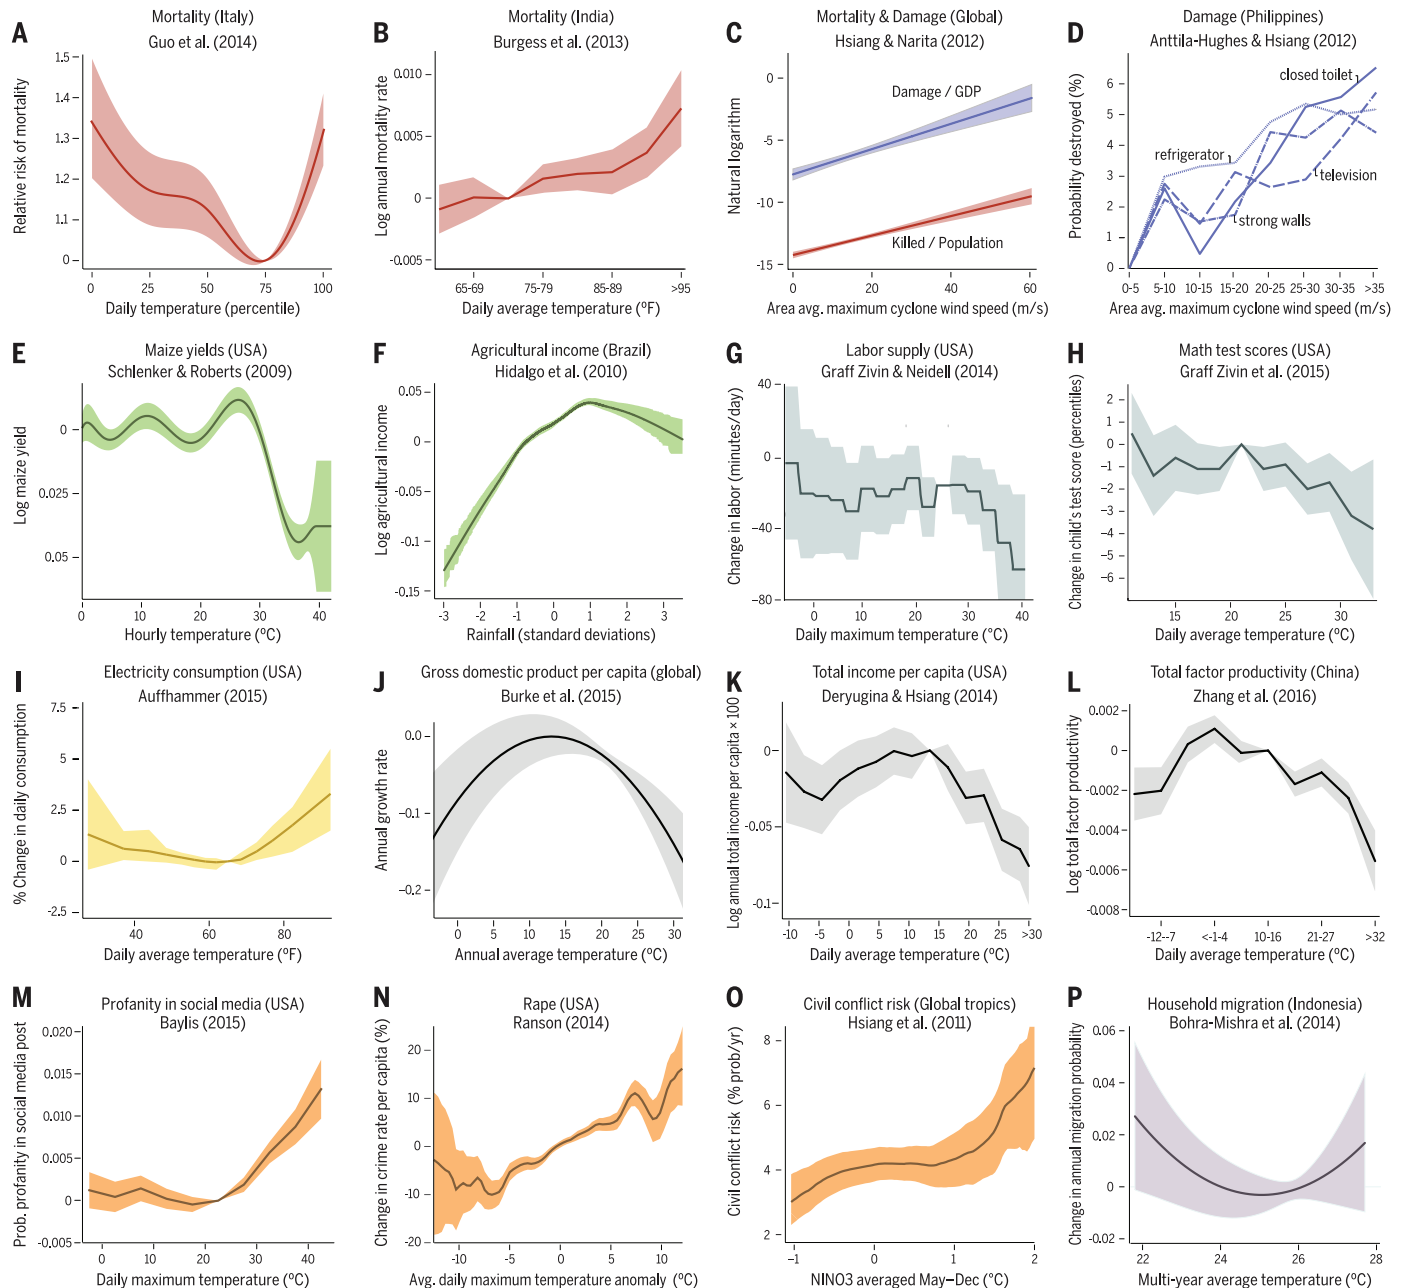 A
Mortality (Italy)
Guo et al. (2014)
Relative risk of mortality
1.5
1.4
1.3
1.2
1.1
0
0 25 50 75 100
Daily temperature (percentile)
B
Mortality (India)
Burgess et al. (2013)
Log annual mortality rate
0.010
0.005
0
-0.005
65-69 75-79 85-89 >95
Daily average temperature (ºF)
C
Mortality & Damage (Global)
Hsiang & Narita (2012)
Natural logarithm
0
-5
-10
-15
Damage / GDP
Killed / Population
0 20 40 60
Area avg. maximum cyclone wind speed (m/s)
D
Damage (Philippines)
Anttila-Hughes & Hsiang (2012)
Probability destroyed (%)
6
5
4
3
2
1
0
closed toilet
refrigerator
television
strong walls
0-5 5-10 10-15 15-20 20-25 25-30 30-35 >35
Area avg. maximum cyclone wind speed (m/s)
E
Maize yields (USA)
Schlenker & Roberts (2009)
Log maize yield
0
0.025
0.05
0 10 20 30 40
Hourly temperature (ºC)
F
Agricultural income (Brazil)
Hidalgo et al. (2010)
Log agricultural income
0.05
0
-0.05
-0.1
-0.15
-3 -2 -1 0 1 2 3
Rainfall (standard deviations)
G
Labor supply (USA)
Graff Zivin & Neidell (2014)
Change in labor (minutes/day)
40
0
-40
-80
0 10 20 30 40
Daily maximum temperature (ºC)
H
Math test scores (USA)
Graff Zivin et al. (2015)
Change in child's test score (percentiles)
2
1
0
-1
-2
-3
-4
-5
-6
15 20 25 30
Daily average temperature (ºC)
I
Electricity consumption (USA)
Auffhammer (2015)
% Change in daily consumption
7.5
5
2.5
0
-2.5
40 60 80
Daily average temperature (ºF)
J
Gross domestic product per capita (global)
Burke et al. (2015)
Annual growth rate
0.0
-0.1
-0.2
0 5 10 15 20 25 30
Annual average temperature (ºC)
K
Total income per capita (USA)
Deryugina & Hsiang (2014)
Log annual total income per capita × 100
0
-0.05
-0.1
-10 -5 0 5 10 15 20 25 >30
Daily average temperature (ºC)
L
Total factor productivity (China)
Zhang et al. (2016)
Log total factor productivity
0.002
0
-0.002
-0.004
-0.006
-0.008
-12--7 <-1-4 10-16 21-27 >32
Daily average temperature (ºC)
M
Profanity in social media (USA)
Baylis (2015)
Prob. profanity in social media post
0.020
0.015
0.010
0.005
0
-0.005
0 10 20 30 40
Daily maximum temperature (ºC)
N
Rape (USA)
Ranson (2014)
Change in crime rate per capita (%)
20
10
0
-10
-20
-10 -5 0 5 10
Avg. daily maximum temperature anomaly (ºC)
O
Civil conflict risk (Global tropics)
Hsiang et al. (2011)
Civil conflict risk (% prob/yr)
8
6
4
2
-1 0 1 2
NINO3 averaged May–Dec (ºC)
P
Household migration (Indonesia)
Bohra-Mishra et al. (2014)
Change in annual migration probability
0.06
0.04
0.02
0
-0.02
22 24 26 28
Multi-year average temperature (ºC)